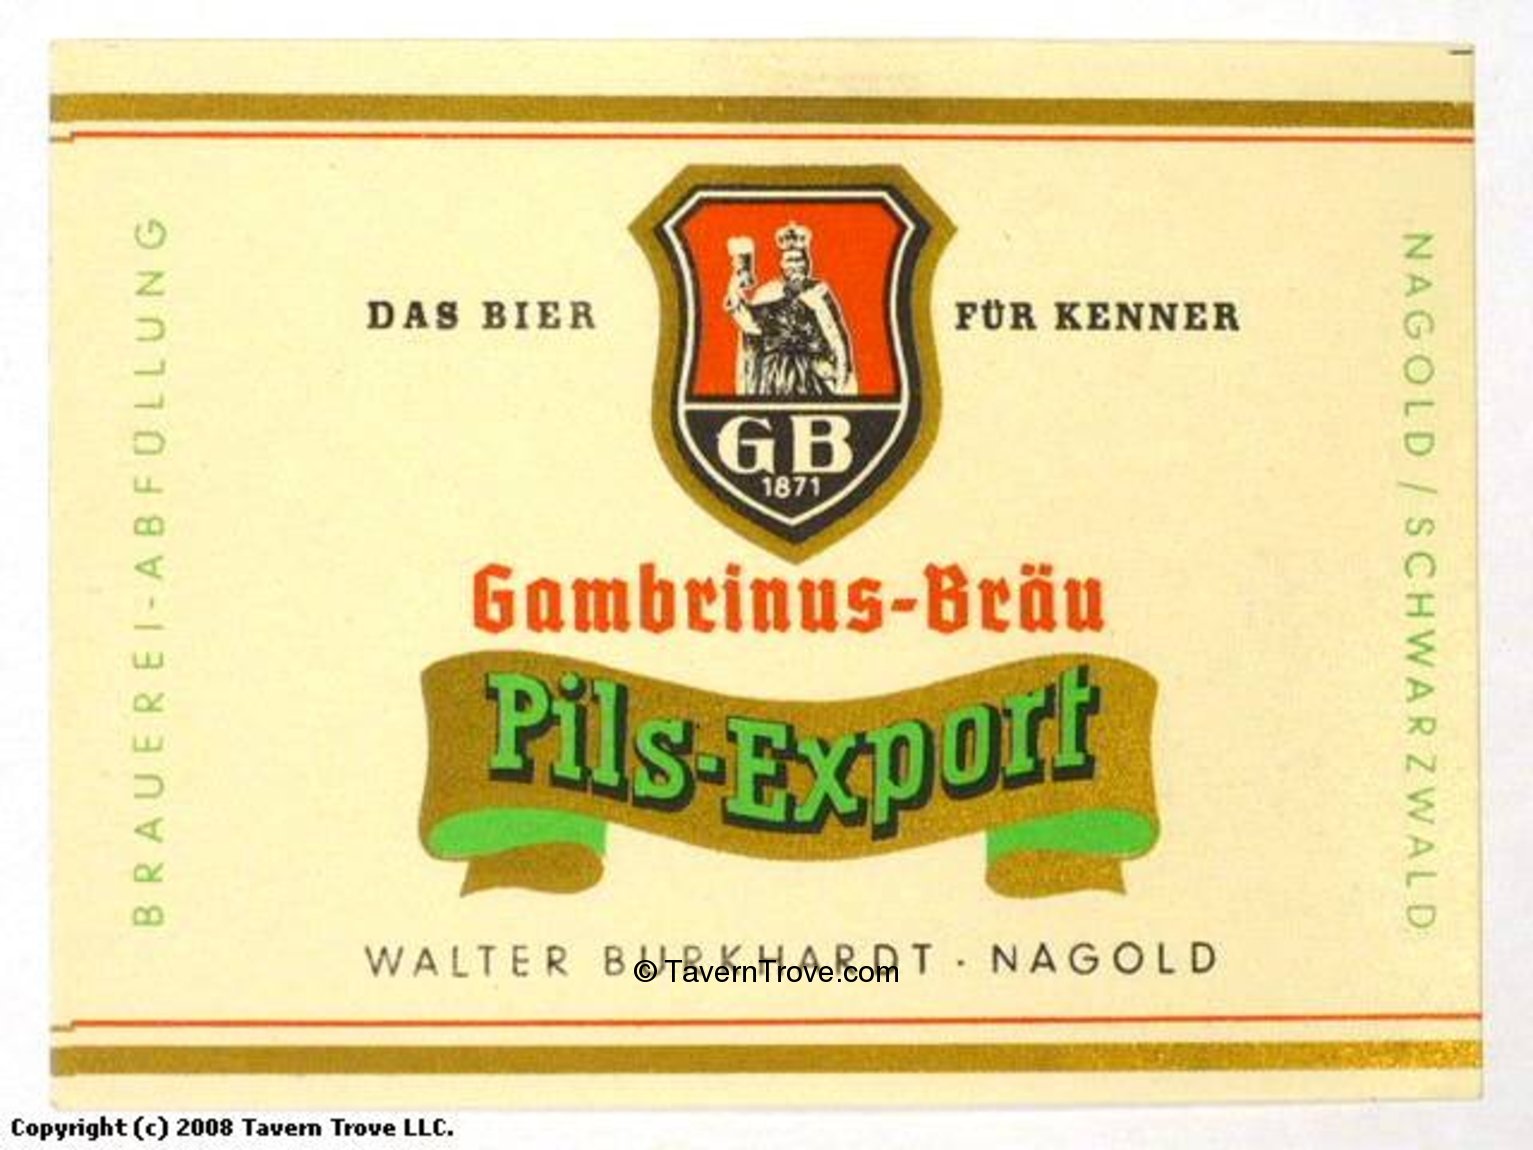 DAS BIER FÜR KENNER
GB
1871
Gambrinus-Bräu
Pils-Export
WALTER BURKHARDT · NAGOLD
BRAUEREI-ABFÜLLUNG
NAGOLD / SCHWARZWALD
© TavernTrove.com
Copyright (c) 2008 Tavern Trove LLC.